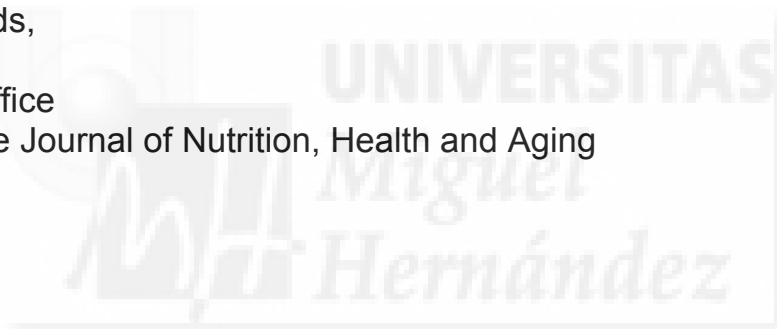 ds,
ffice
e Journal of Nutrition, Health and Aging
UNIVERSITAS
Miguel
Hernández